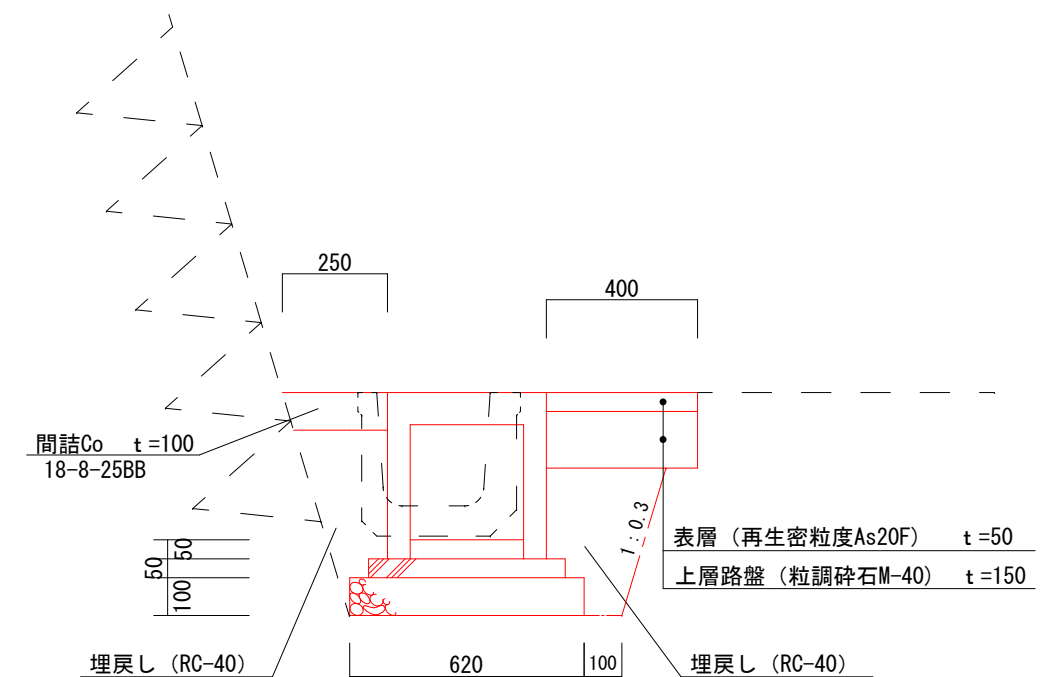 250
400
間詰Co t=100
18-8-25BB
1:0.3
50
50
100
表層（再生密粒度As20F） t=50
上層路盤（粒調砕石M-40） t=150
埋戻し（RC-40）
620
100
埋戻し（RC-40）